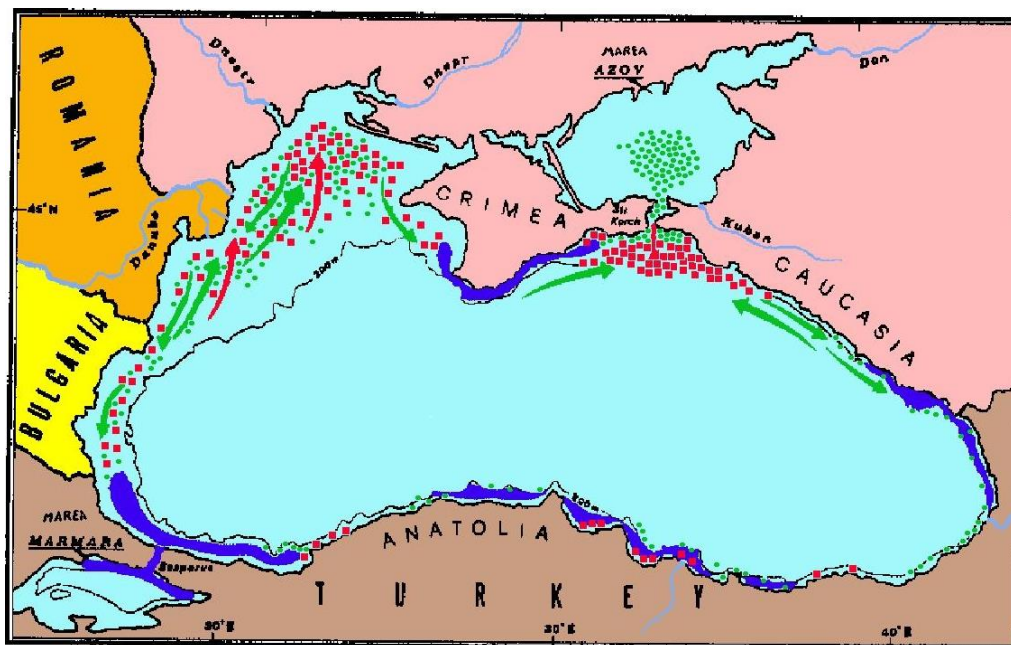 ROMANIA
Dnestr
Dnepr
MAREA
AZOV
Don
45°N
Danube
CRIMEA
Str
Kerch
Kuban
CAUCASIA
200m
BULGARIA
MAREA
MARMARA
Bosporus
ANATOLIA
200m
TURKEY
30°E
40°E